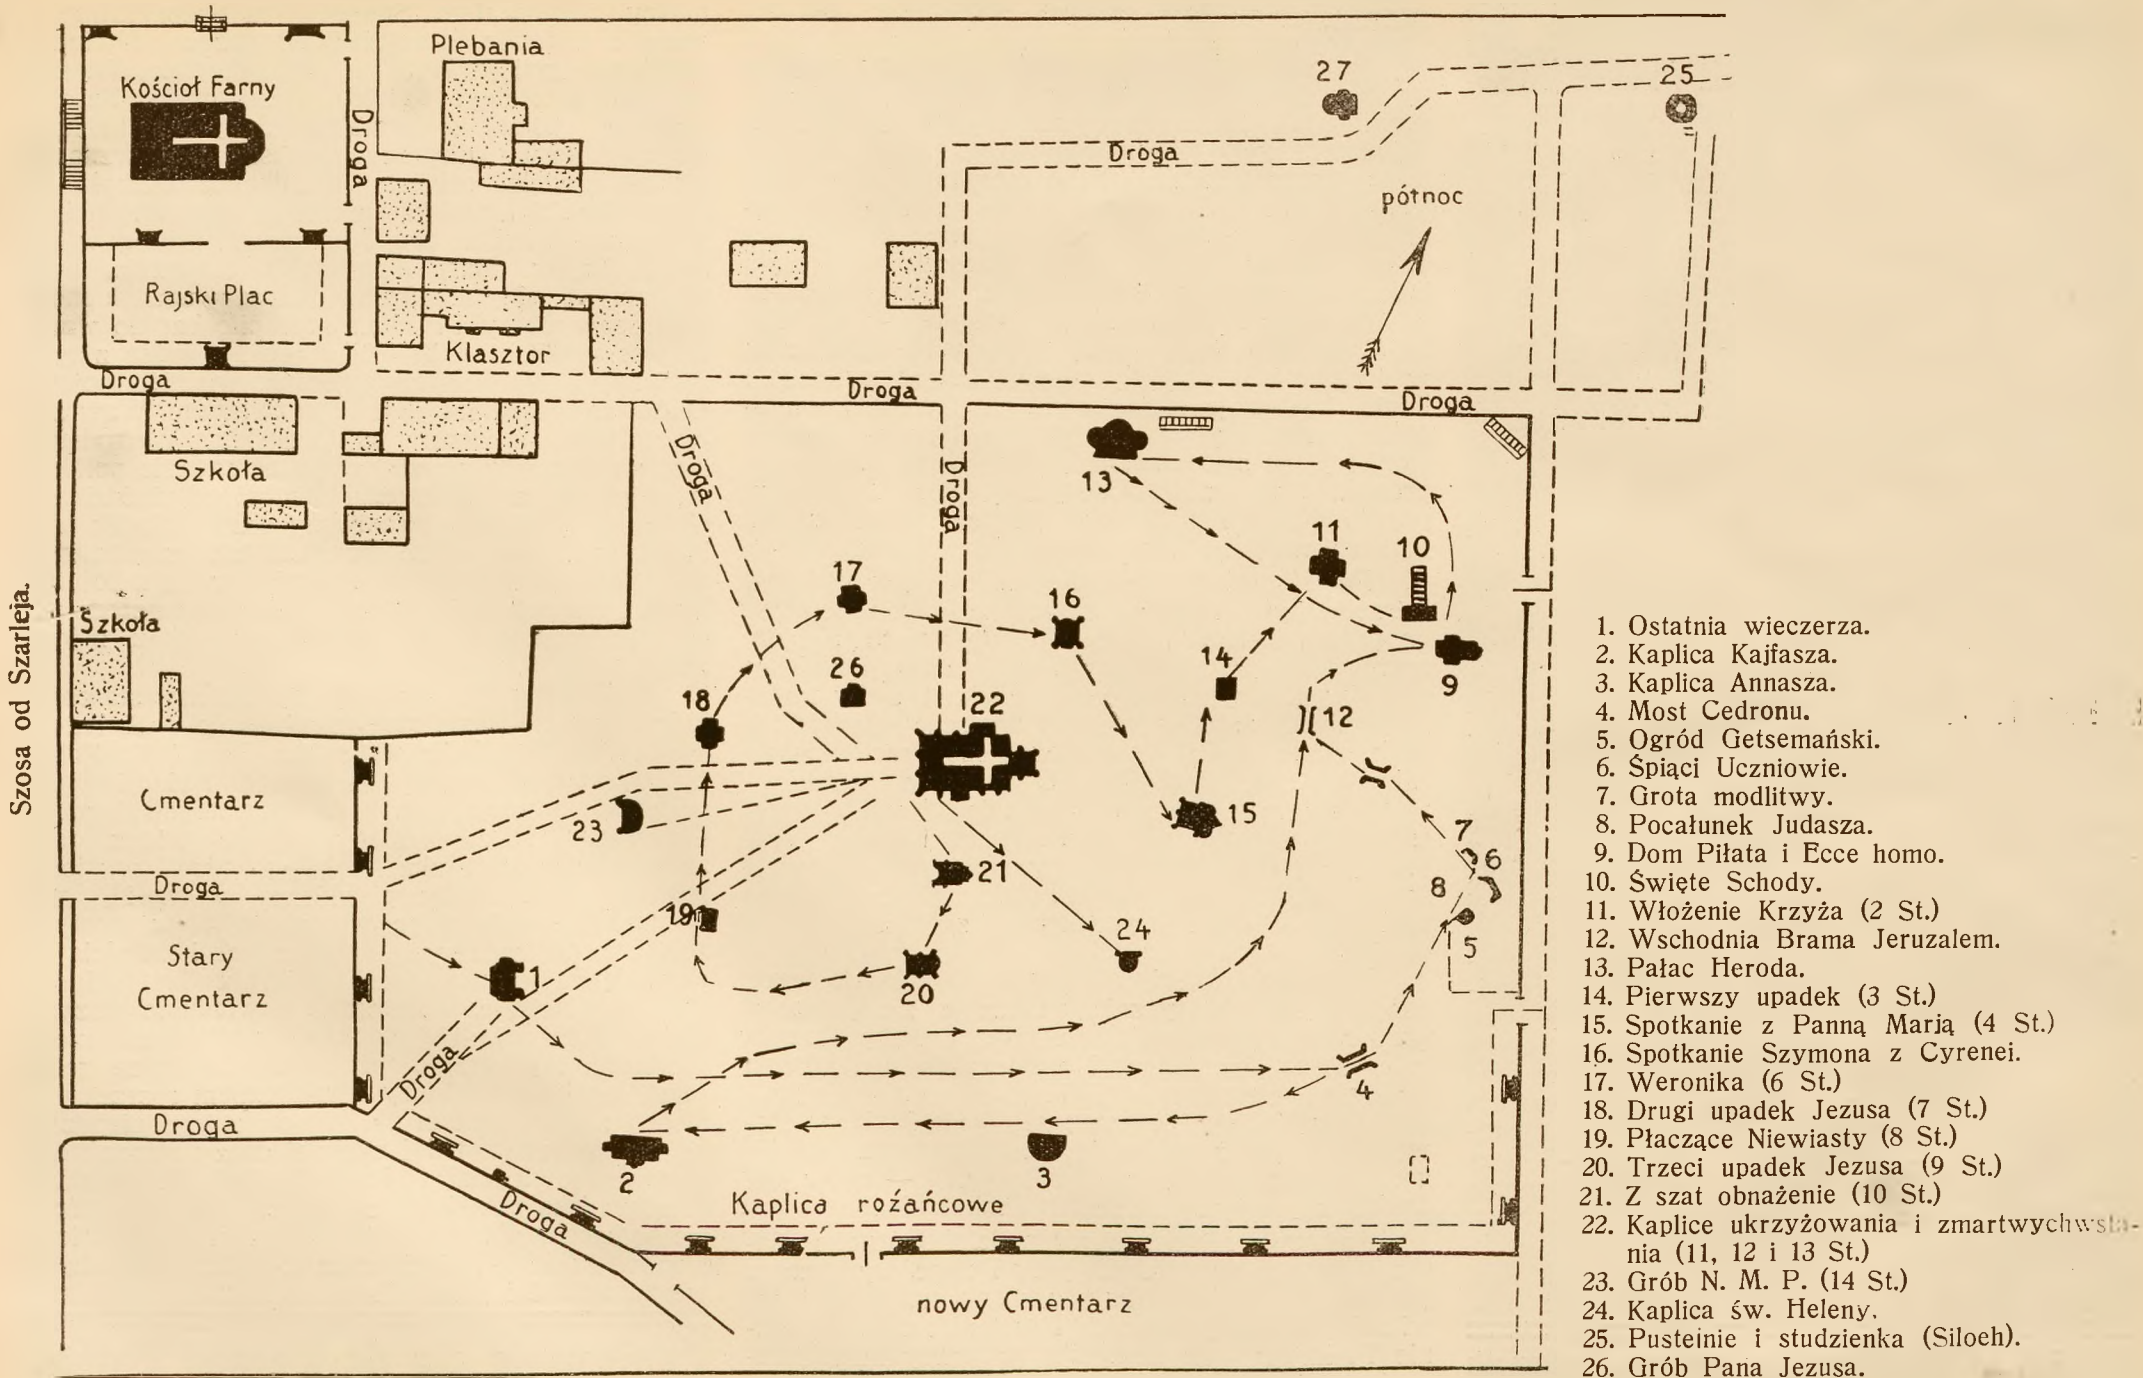 Plebania
Kościoł Farny
Droga
27
25
Droga
północ
Rajski Plac
Klasztor
Droga
Droga
Droga
Szkoła
Droga
Droga
13
11
10
17
16
Szkoła
14
26
18
22
9
12
Cmentarz
23
15
7
6
21
8
Droga
19
24
5
Stary
Cmentarz
1
20
Droga
4
Droga
2
3
Kaplica rożańcowe
Droga
nowy Cmentarz
Szosa od Szarleja.
1. Ostatnia wieczerza.
2. Kaplica Kajfasza.
3. Kaplica Annasza.
4. Most Cedronu.
5. Ogród Getsemański.
6. Śpiąci Uczniowie.
7. Grota modlitwy.
8. Pocałunek Judasza.
9. Dom Piłata i Ecce homo.
10. Święte Schody.
11. Włożenie Krzyża (2 St.)
12. Wschodnia Brama Jeruzalem.
13. Pałac Heroda.
14. Pierwszy upadek (3 St.)
15. Spotkanie z Panną Marją (4 St.)
16. Spotkanie Szymona z Cyrenei.
17. Weronika (6 St.)
18. Drugi upadek Jezusa (7 St.)
19. Płaczące Niewiasty (8 St.)
20. Trzeci upadek Jezusa (9 St.)
21. Z szat obnażenie (10 St.)
22. Kaplice ukrzyżowania i zmartwychwsta-
nia (11, 12 i 13 St.)
23. Grób N. M. P. (14 St.)
24. Kaplica św. Heleny.
25. Pusteinie i studzienka (Siloeh).
26. Grób Pana Jezusa.